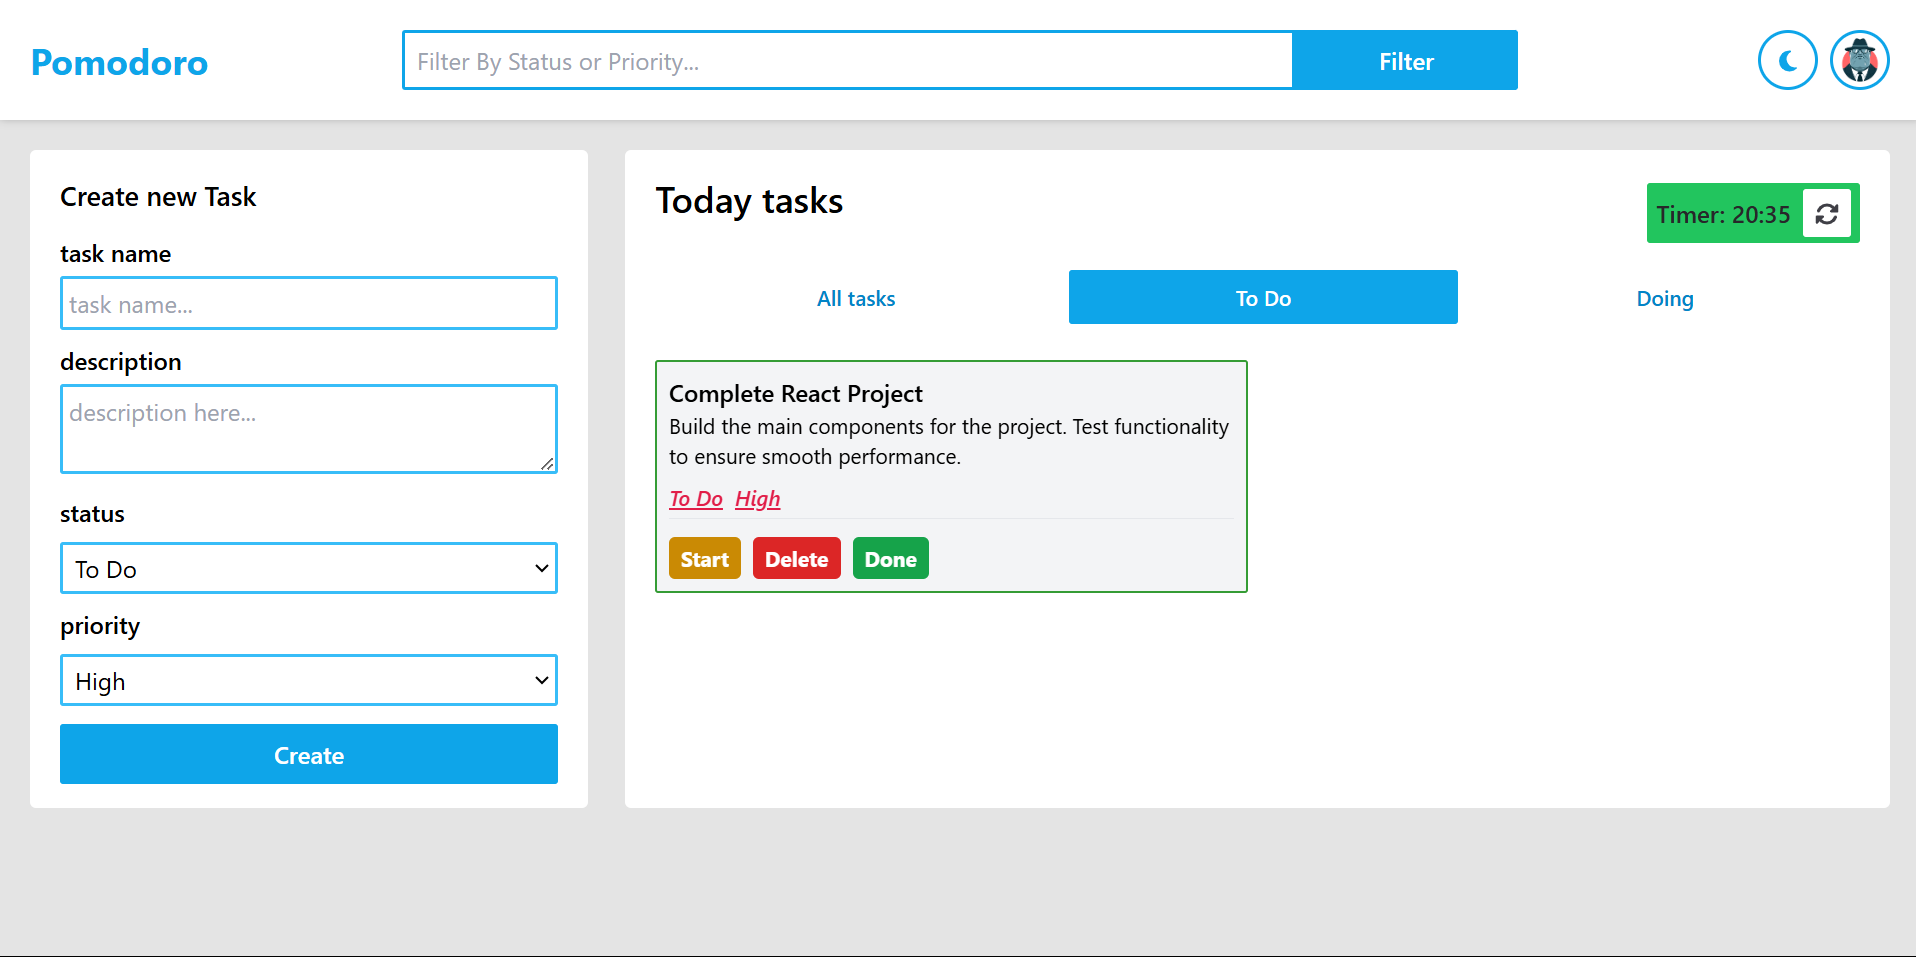 Pomodoro
Filter By Status or Priority...
Filter
Create new Task
task name
task name...
description
description here...
status
To Do
priority
High
Create
Today tasks
Timer: 20:35
All tasks
To Do
Doing
Complete React Project
Build the main components for the project. Test functionality
to ensure smooth performance.
To Do High
Start Delete Done